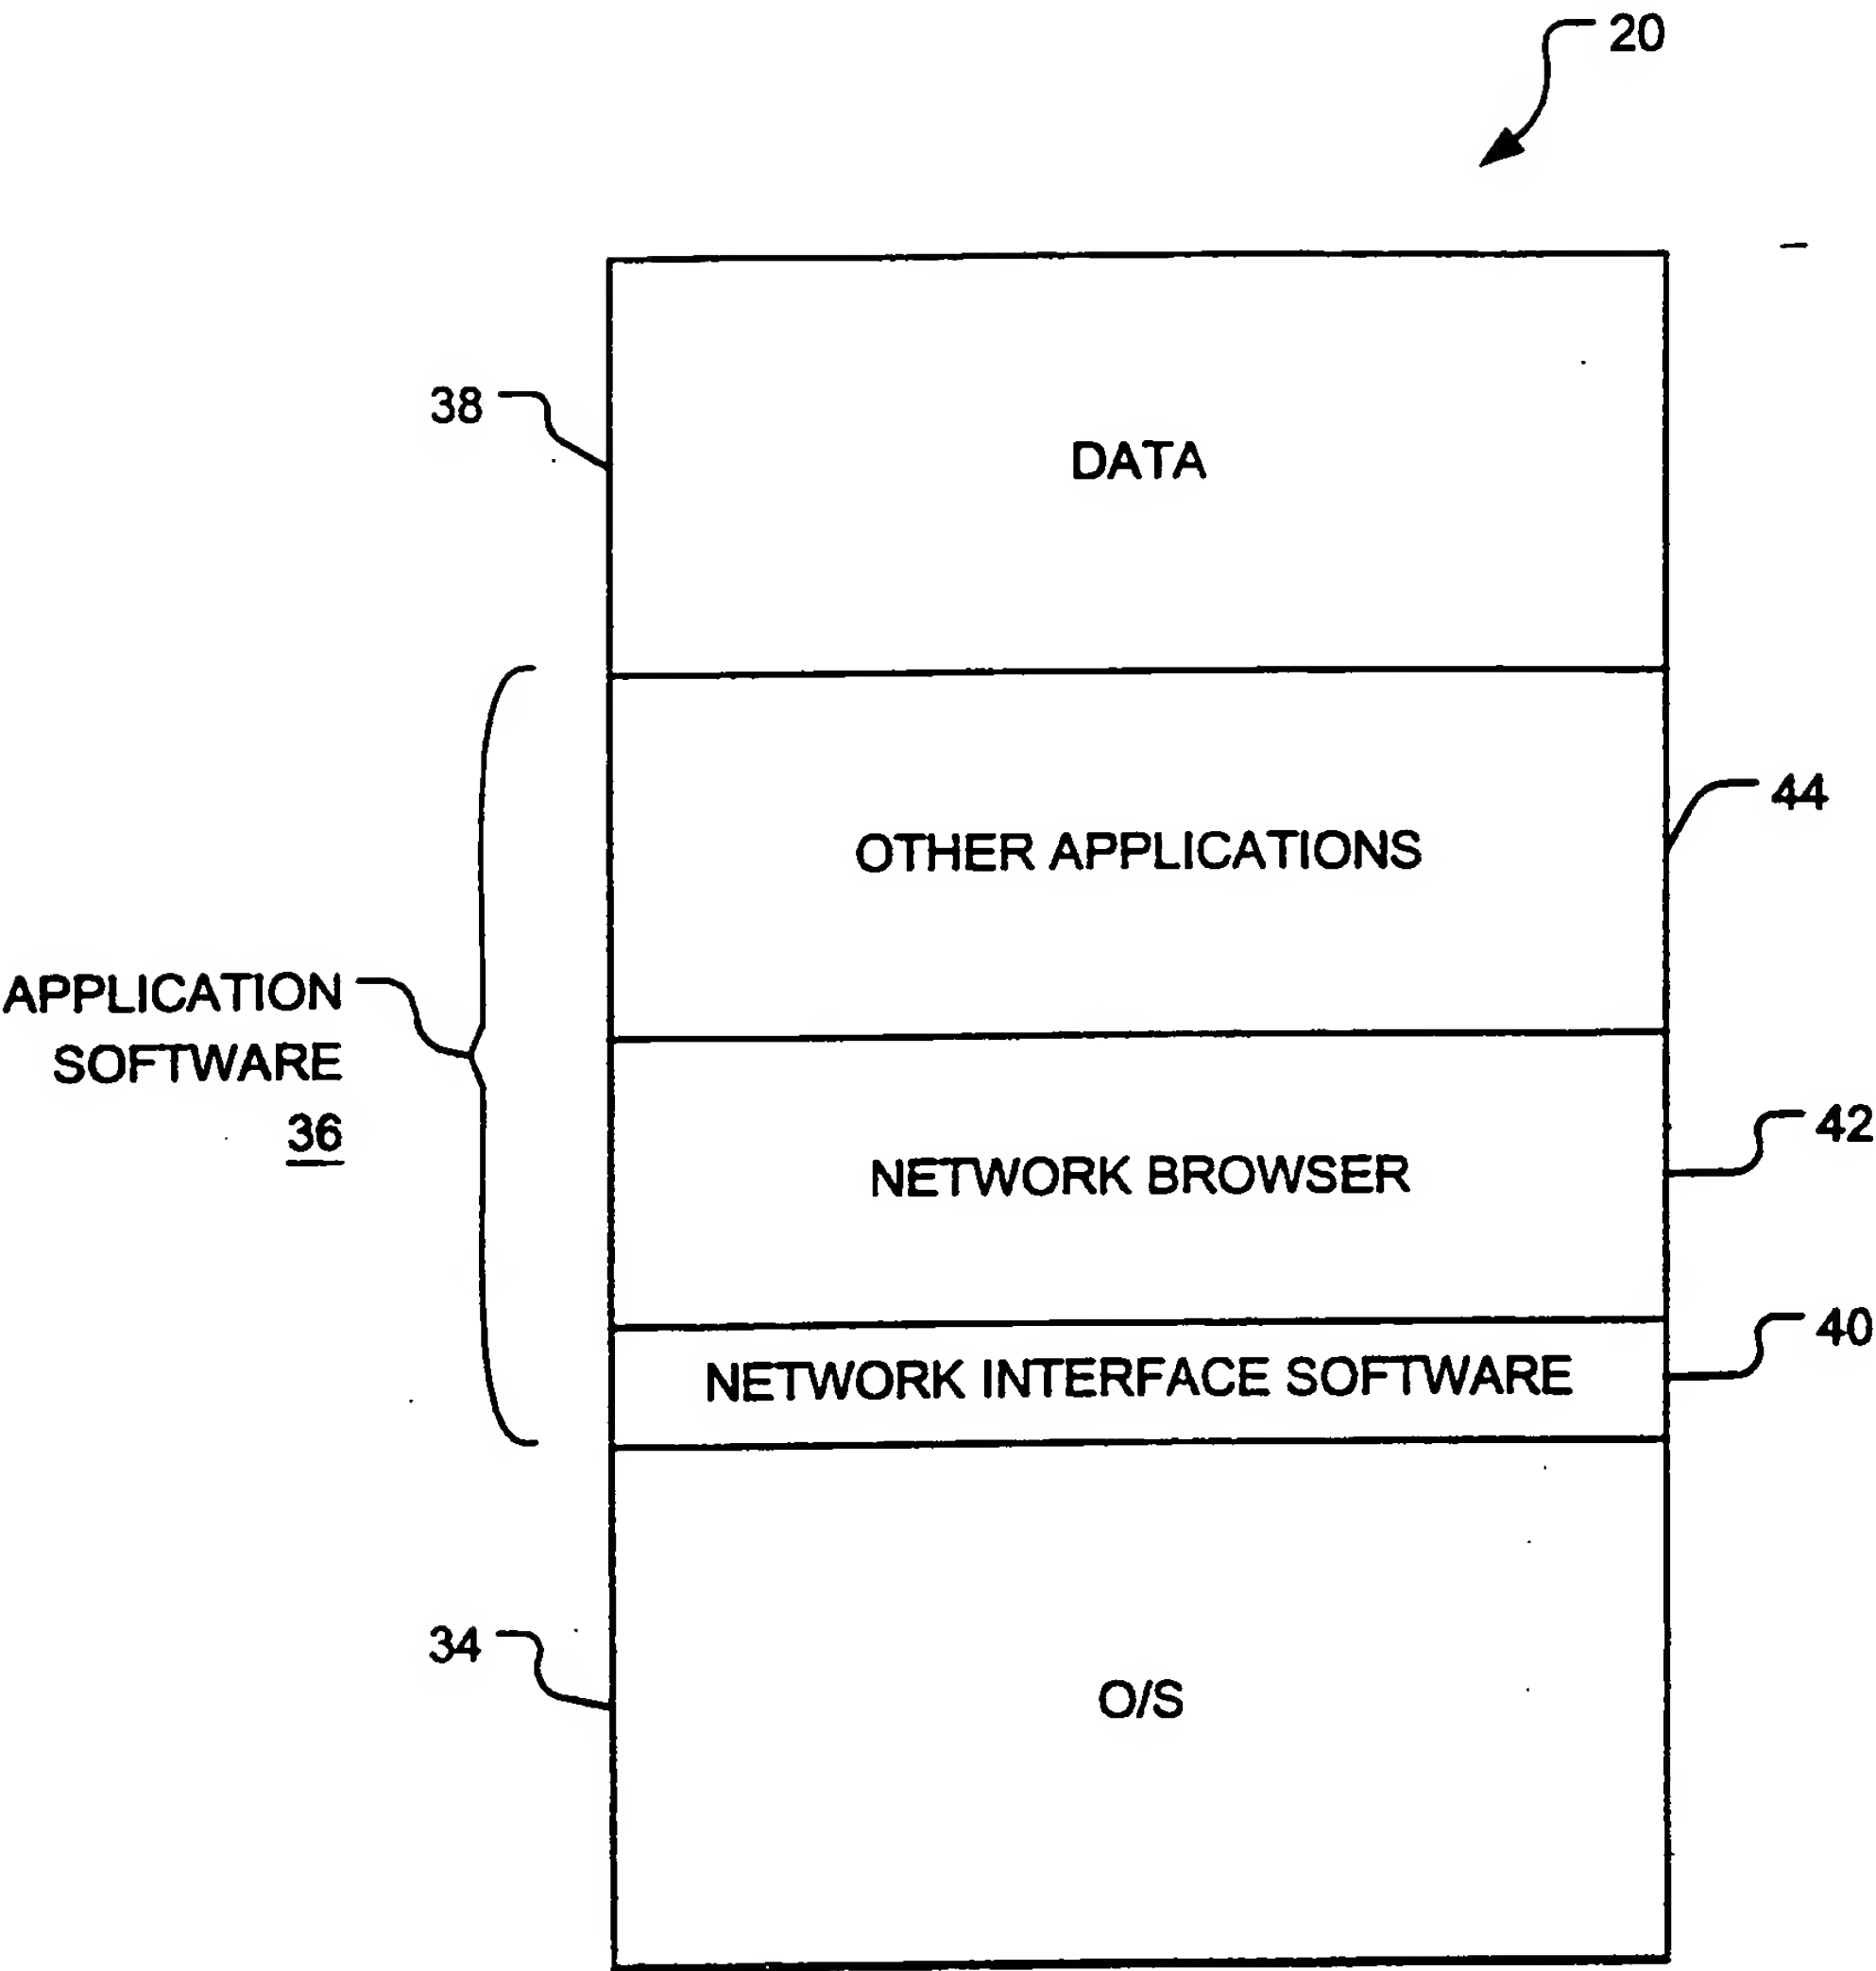 20
38
DATA
44
OTHER APPLICATIONS
APPLICATION
SOFTWARE
36
42
NETWORK BROWSER
40
NETWORK INTERFACE SOFTWARE
34
O/S